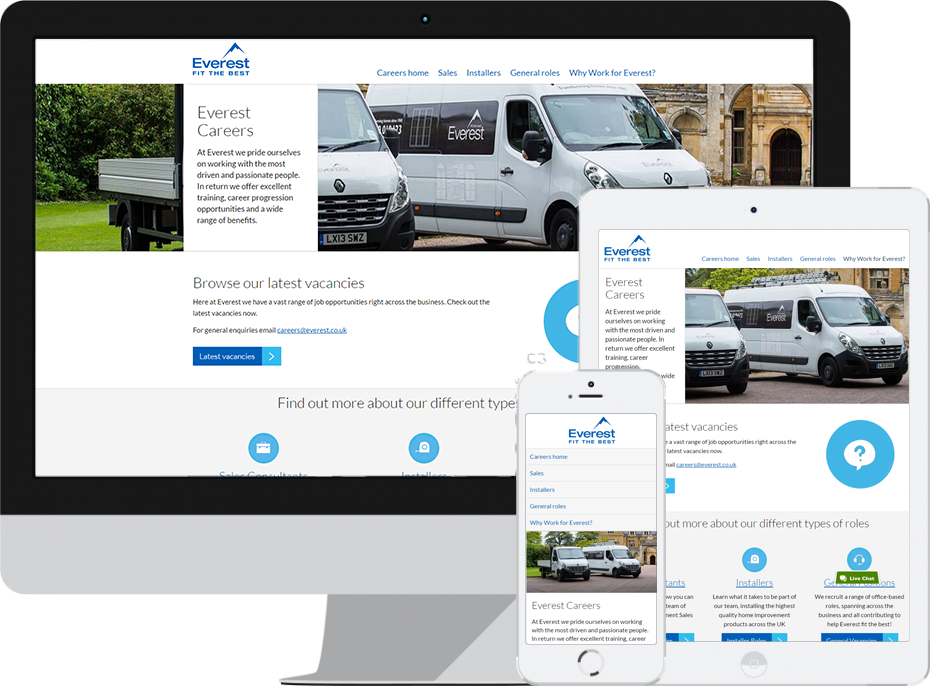 Everest
FIT THE BEST
Careers home Sales Installers General roles Why Work for Everest?
Everest
Careers
At Everest we pride ourselves
on working with the most
driven and passionate people.
In return we offer excellent
training, career progression
opportunities and a wide
range of benefits.
Everest
LX13 SWZ
Browse our latest vacancies
Here at Everest we have a vast range of job opportunities right across the business. Check out the
latest vacancies now.
For general enquiries email careers@everest.co.uk
Latest vacancies
Find out more about our different types
Sales Consultants
Installers
Everest
FIT THE BEST
Careers home Sales Installers General roles Why Work for Everest?
Everest
Careers
At Everest we pride
ourselves on working
with the most driven and
passionate people. In
return we offer excellent
training, career
progression,
wide
Everest
LX13 SWZ
vacancies
a vast range of job opportunities right across the
latest vacancies now.
careers@everest.co.uk
out more about our different types of roles
Installers
Learn what it takes to be part of
our team, installing the highest
quality home improvement
products across the UK
Installer Roles
Live Chat
General Positions
We recruit a range of office-based
roles, spanning across the
business and all contributing to
help Everest fit the best!
General Vacancies
you can
team of
Sales
Everest
FIT THE BEST
Careers home
Sales
Installers
General roles
Why Work for Everest?
Everest Careers
At Everest we pride ourselves on working
with the most driven and passionate people.
In return we offer excellent training, career